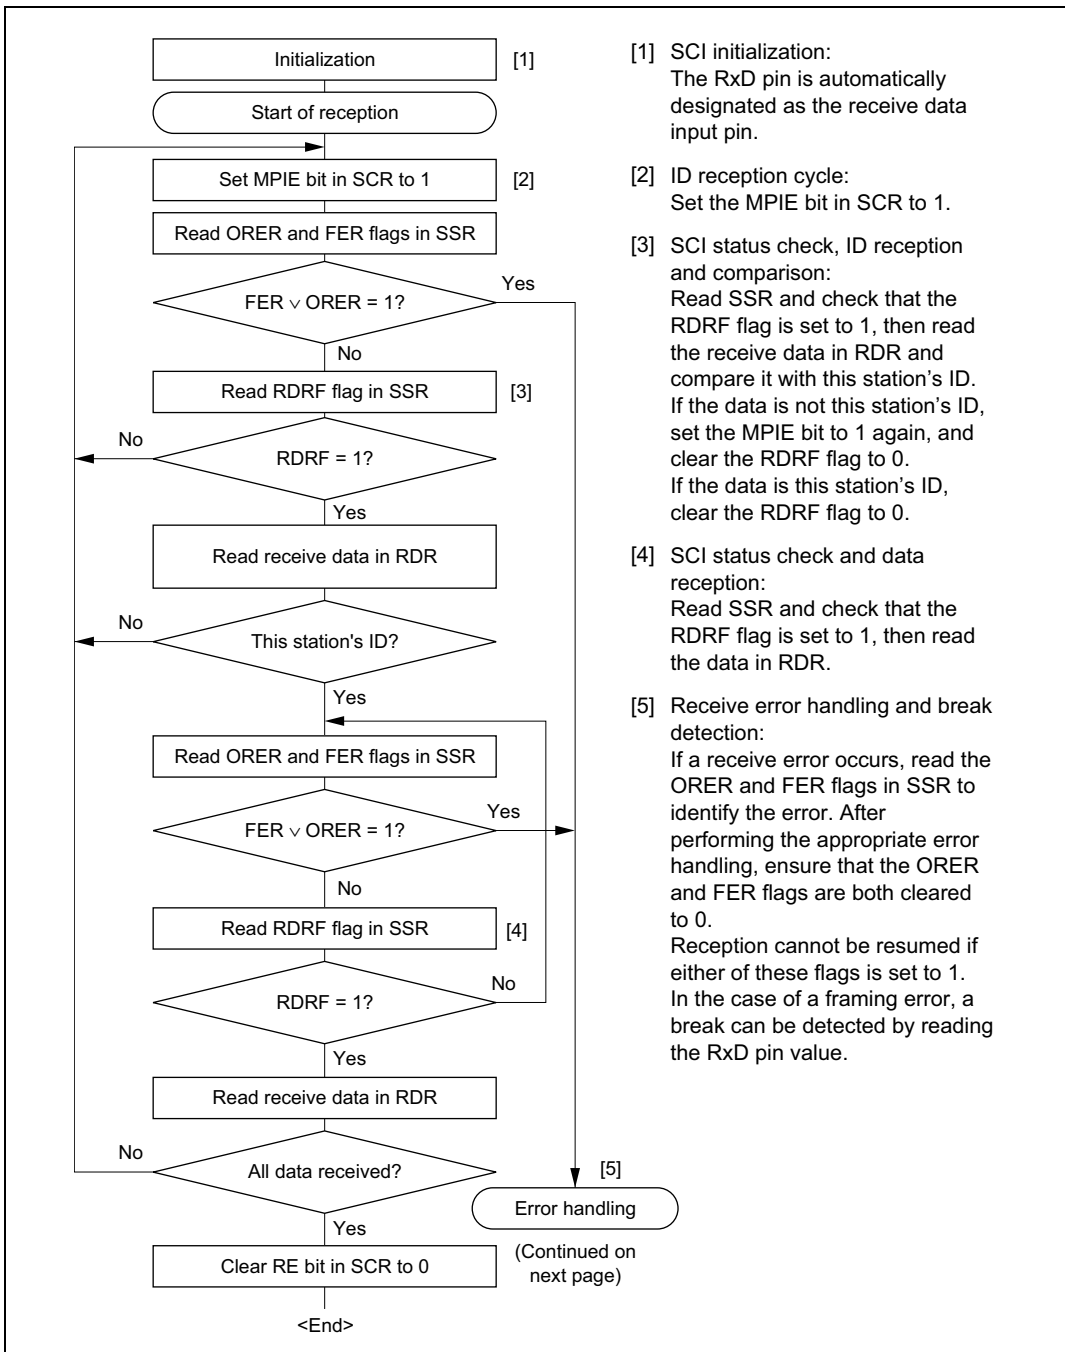 Initialization
[1]
Start of reception
Set MPIE bit in SCR to 1
[2]
Read ORER and FER flags in SSR
FER ∨ ORER = 1?
Yes
No
Read RDRF flag in SSR
[3]
No
RDRF = 1?
Yes
Read receive data in RDR
No
This station's ID?
Yes
Read ORER and FER flags in SSR
FER ∨ ORER = 1?
Yes
No
Read RDRF flag in SSR
[4]
No
RDRF = 1?
Yes
Read receive data in RDR
No
All data received?
[5]
Error handling
Yes
(Continued on
next page)
Clear RE bit in SCR to 0
<End>
[1] SCI initialization:
The RxD pin is automatically
designated as the receive data
input pin.
[2] ID reception cycle:
Set the MPIE bit in SCR to 1.
[3] SCI status check, ID reception
and comparison:
Read SSR and check that the
RDRF flag is set to 1, then read
the receive data in RDR and
compare it with this station’s ID.
If the data is not this station’s ID,
set the MPIE bit to 1 again, and
clear the RDRF flag to 0.
If the data is this station’s ID,
clear the RDRF flag to 0.
[4] SCI status check and data
reception:
Read SSR and check that the
RDRF flag is set to 1, then read
the data in RDR.
[5] Receive error handling and break
detection:
If a receive error occurs, read the
ORER and FER flags in SSR to
identify the error. After
performing the appropriate error
handling, ensure that the ORER
and FER flags are both cleared
to 0.
Reception cannot be resumed if
either of these flags is set to 1.
In the case of a framing error, a
break can be detected by reading
the RxD pin value.